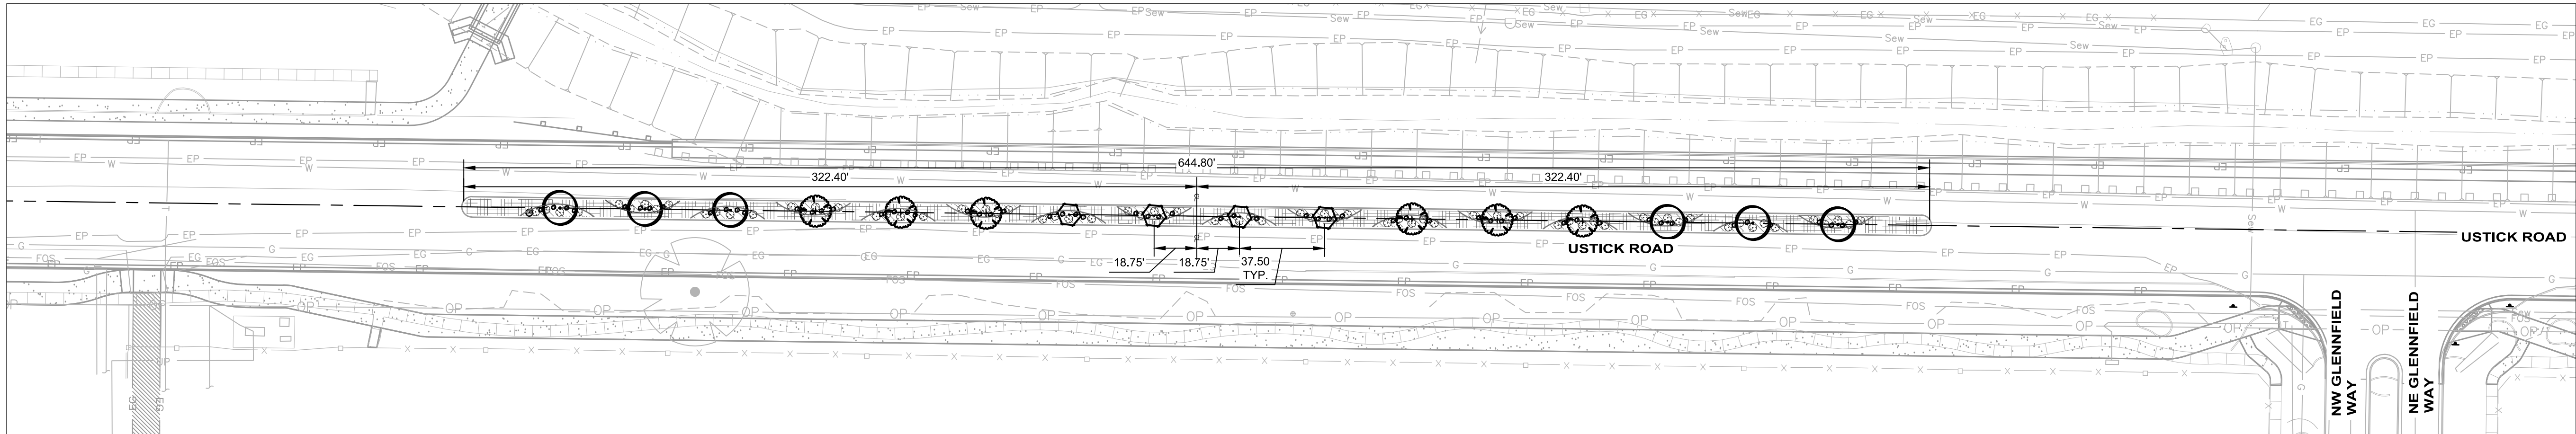 644.80'
322.40'
322.40'
18.75'
18.75'
37.50
TYP.
USTICK ROAD
USTICK ROAD
NW GLENNFIELD
WAY
NE GLENNFIELD
WAY
EP
Sew
EG
X
W
G
FOS
OP